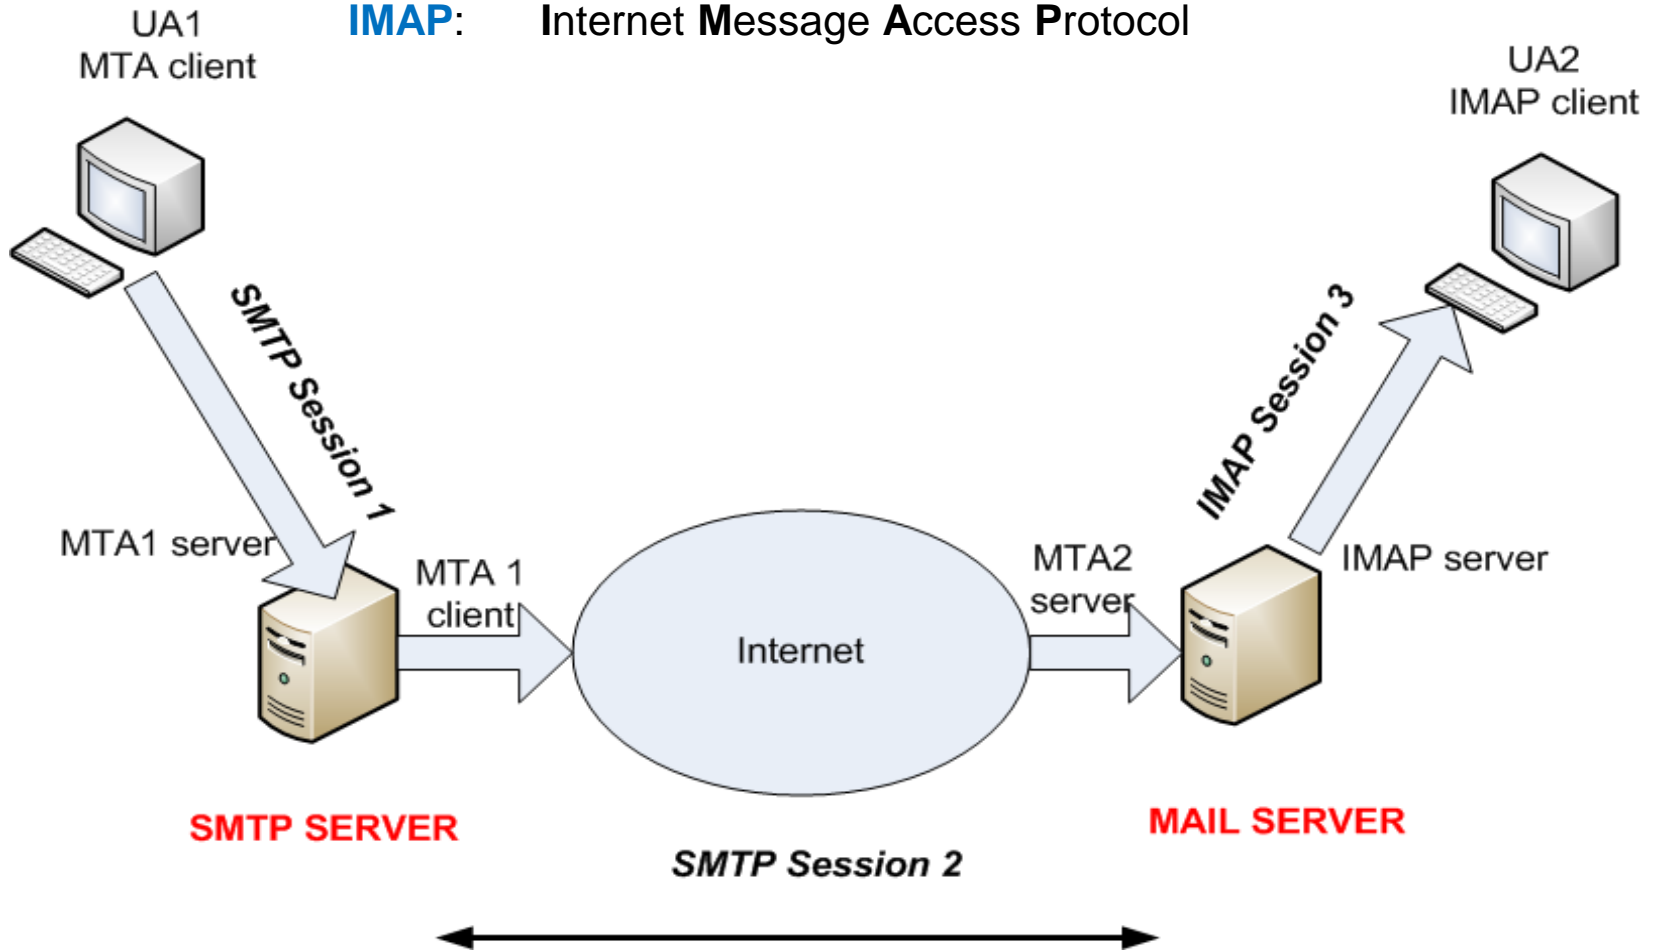 UA1
MTA client
IMAP: Internet Message Access Protocol
UA2
IMAP client
SMTP Session 1
IMAP Session 3
MTA1 server
MTA 1
client
Internet
MTA2
server
IMAP server
SMTP SERVER
MAIL SERVER
SMTP Session 2